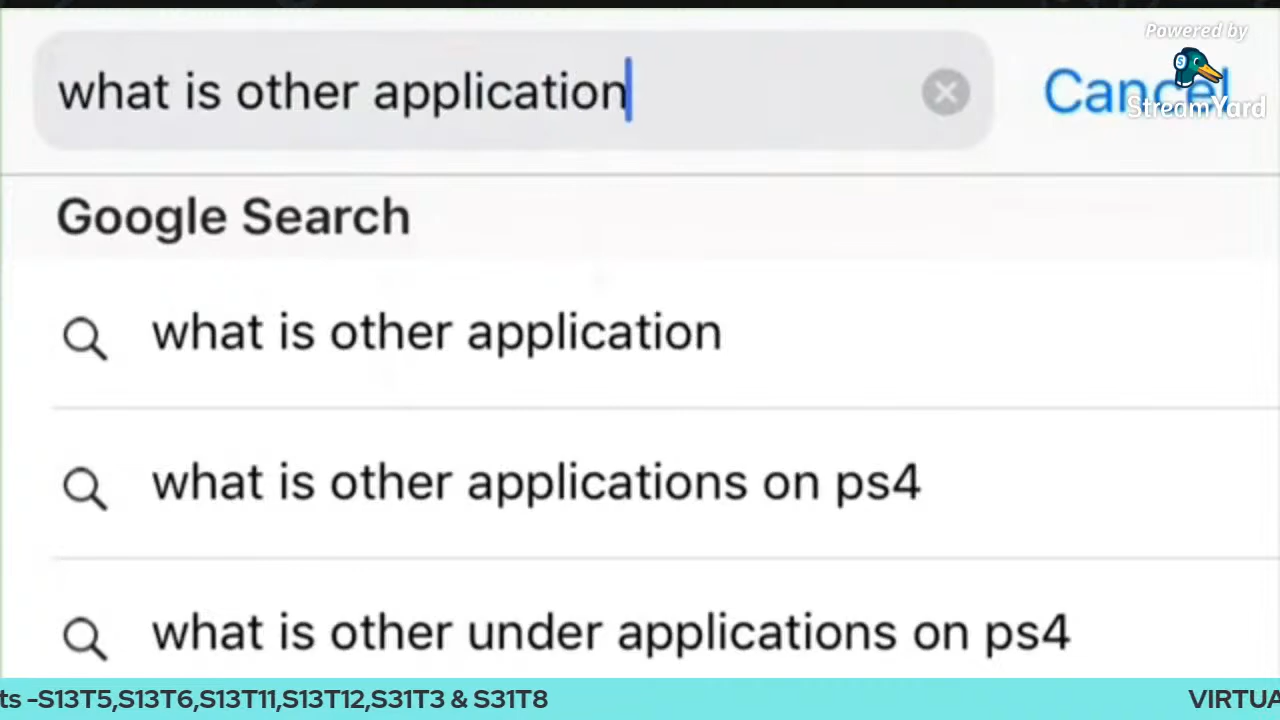 Powered by
what is other application
Cancel
StreamYard
Google Search
what is other application
what is other applications on ps4
what is other under applications on ps4
ts -S13T5,S13T6,S13T11,S13T12,S31T3 & S31T8
VIRTUA